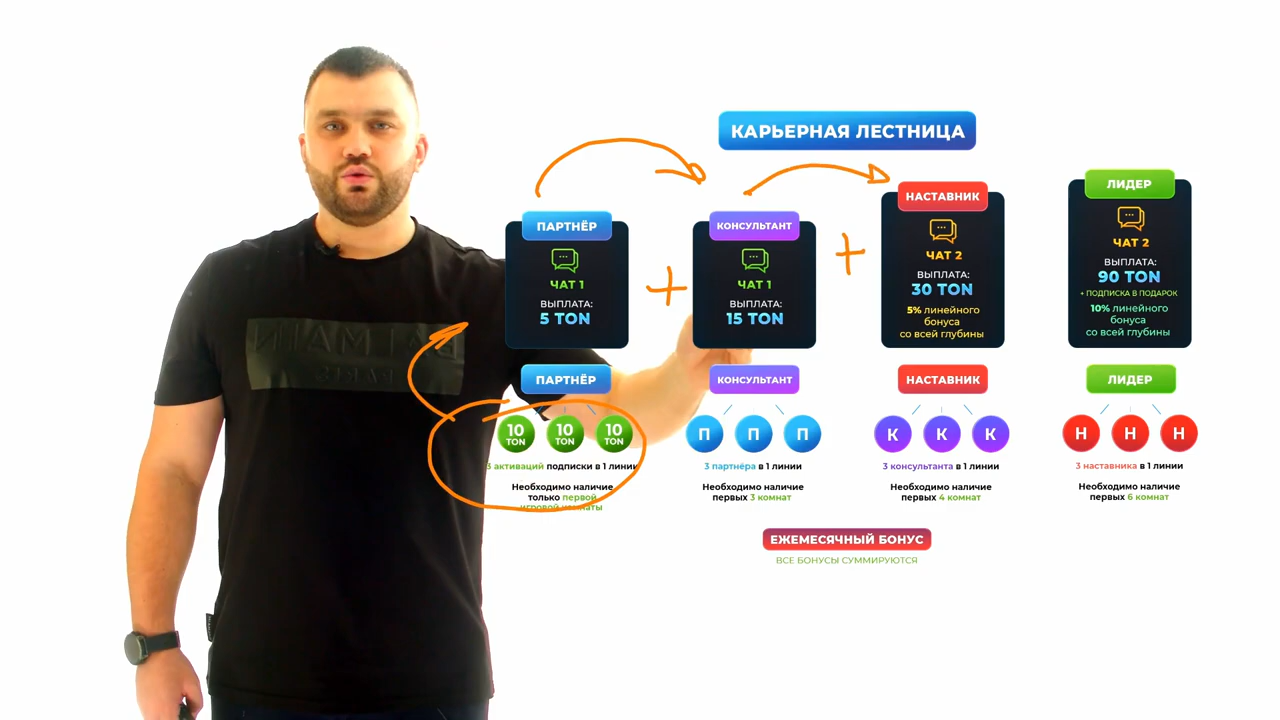 КАРЬЕРНАЯ ЛЕСТНИЦА
ПАРТНЁР
ЧАТ 1
ВЫПЛАТА:
5 TON
КОНСУЛЬТАНТ
ЧАТ 1
ВЫПЛАТА:
15 TON
НАСТАВНИК
ЧАТ 2
ВЫПЛАТА:
30 TON
5% линейного
бонуса
со всей глубины
ЛИДЕР
ЧАТ 2
ВЫПЛАТА:
90 TON
+ ПОДПИСКА В ПОДАРОК
10% линейного
бонуса
со всей глубины
ПАРТНЁР
10 TON
10 TON
10 TON
3 активаций подписки в 1 линии
Необходимо наличие
только первой
игровой комнаты
КОНСУЛЬТАНТ
П П П
3 партнёра в 1 линии
Необходимо наличие
первых 3 комнат
НАСТАВНИК
К К К
3 консультанта в 1 линии
Необходимо наличие
первых 4 комнат
ЛИДЕР
Н Н Н
3 наставника в 1 линии
Необходимо наличие
первых 6 комнат
ЕЖЕМЕСЯЧНЫЙ БОНУС
ВСЕ БОНУСЫ СУММИРУЮТСЯ